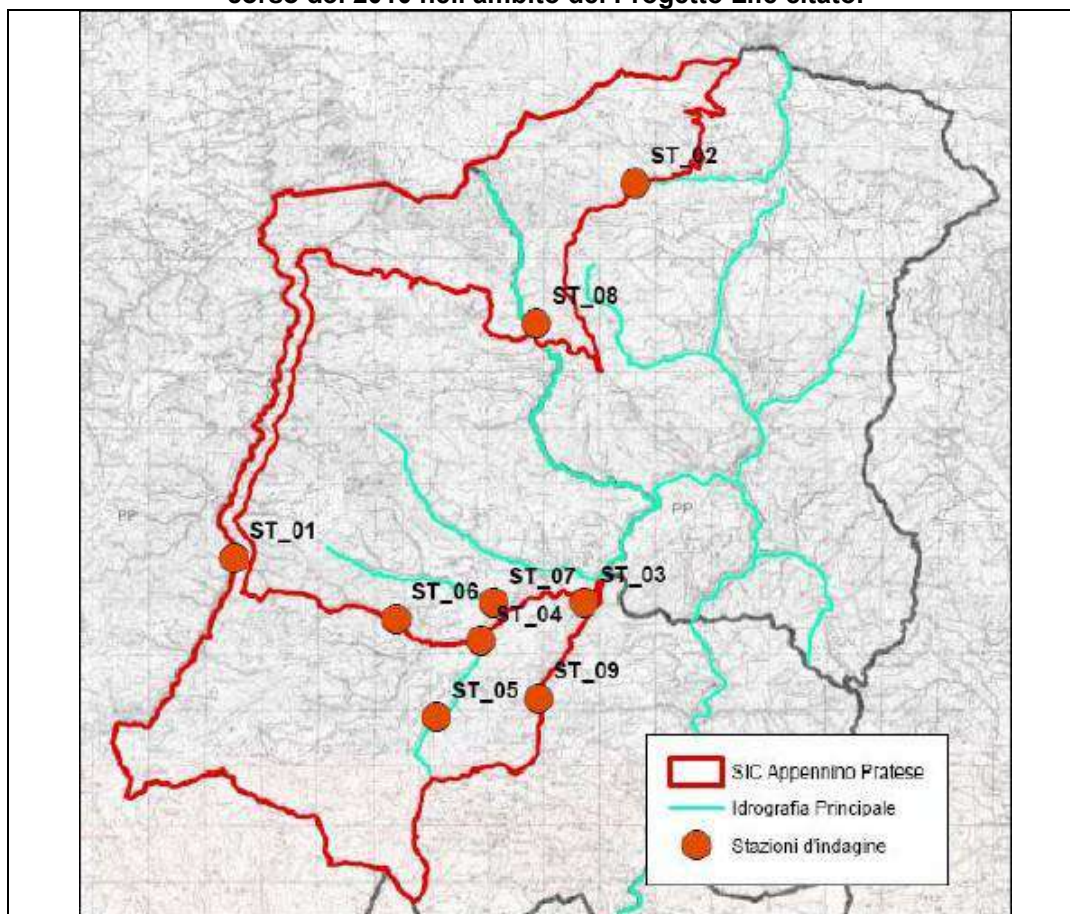 corso del 2010 nell'ambito del Progetto Life citato.
ST_02
ST_08
PP
PP
ST_01
ST_07
ST_03
ST_06
ST_04
ST_09
ST_05
SIC Appennino Pratese
Idrografia Principale
Stazioni d'indagine